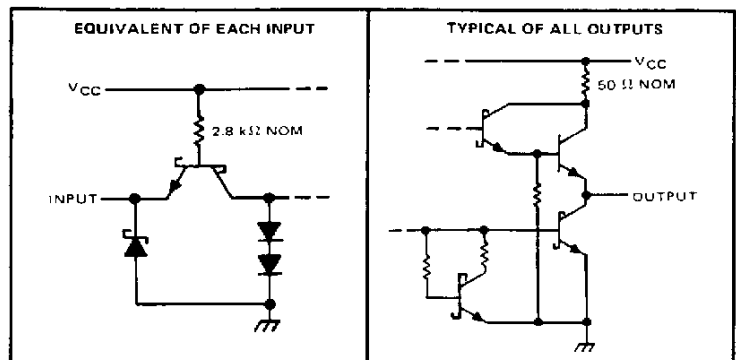 EQUIVALENT OF EACH INPUT
VCC
2.8 kΩ NOM
INPUT
TYPICAL OF ALL OUTPUTS
VCC
50 Ω NOM
OUTPUT